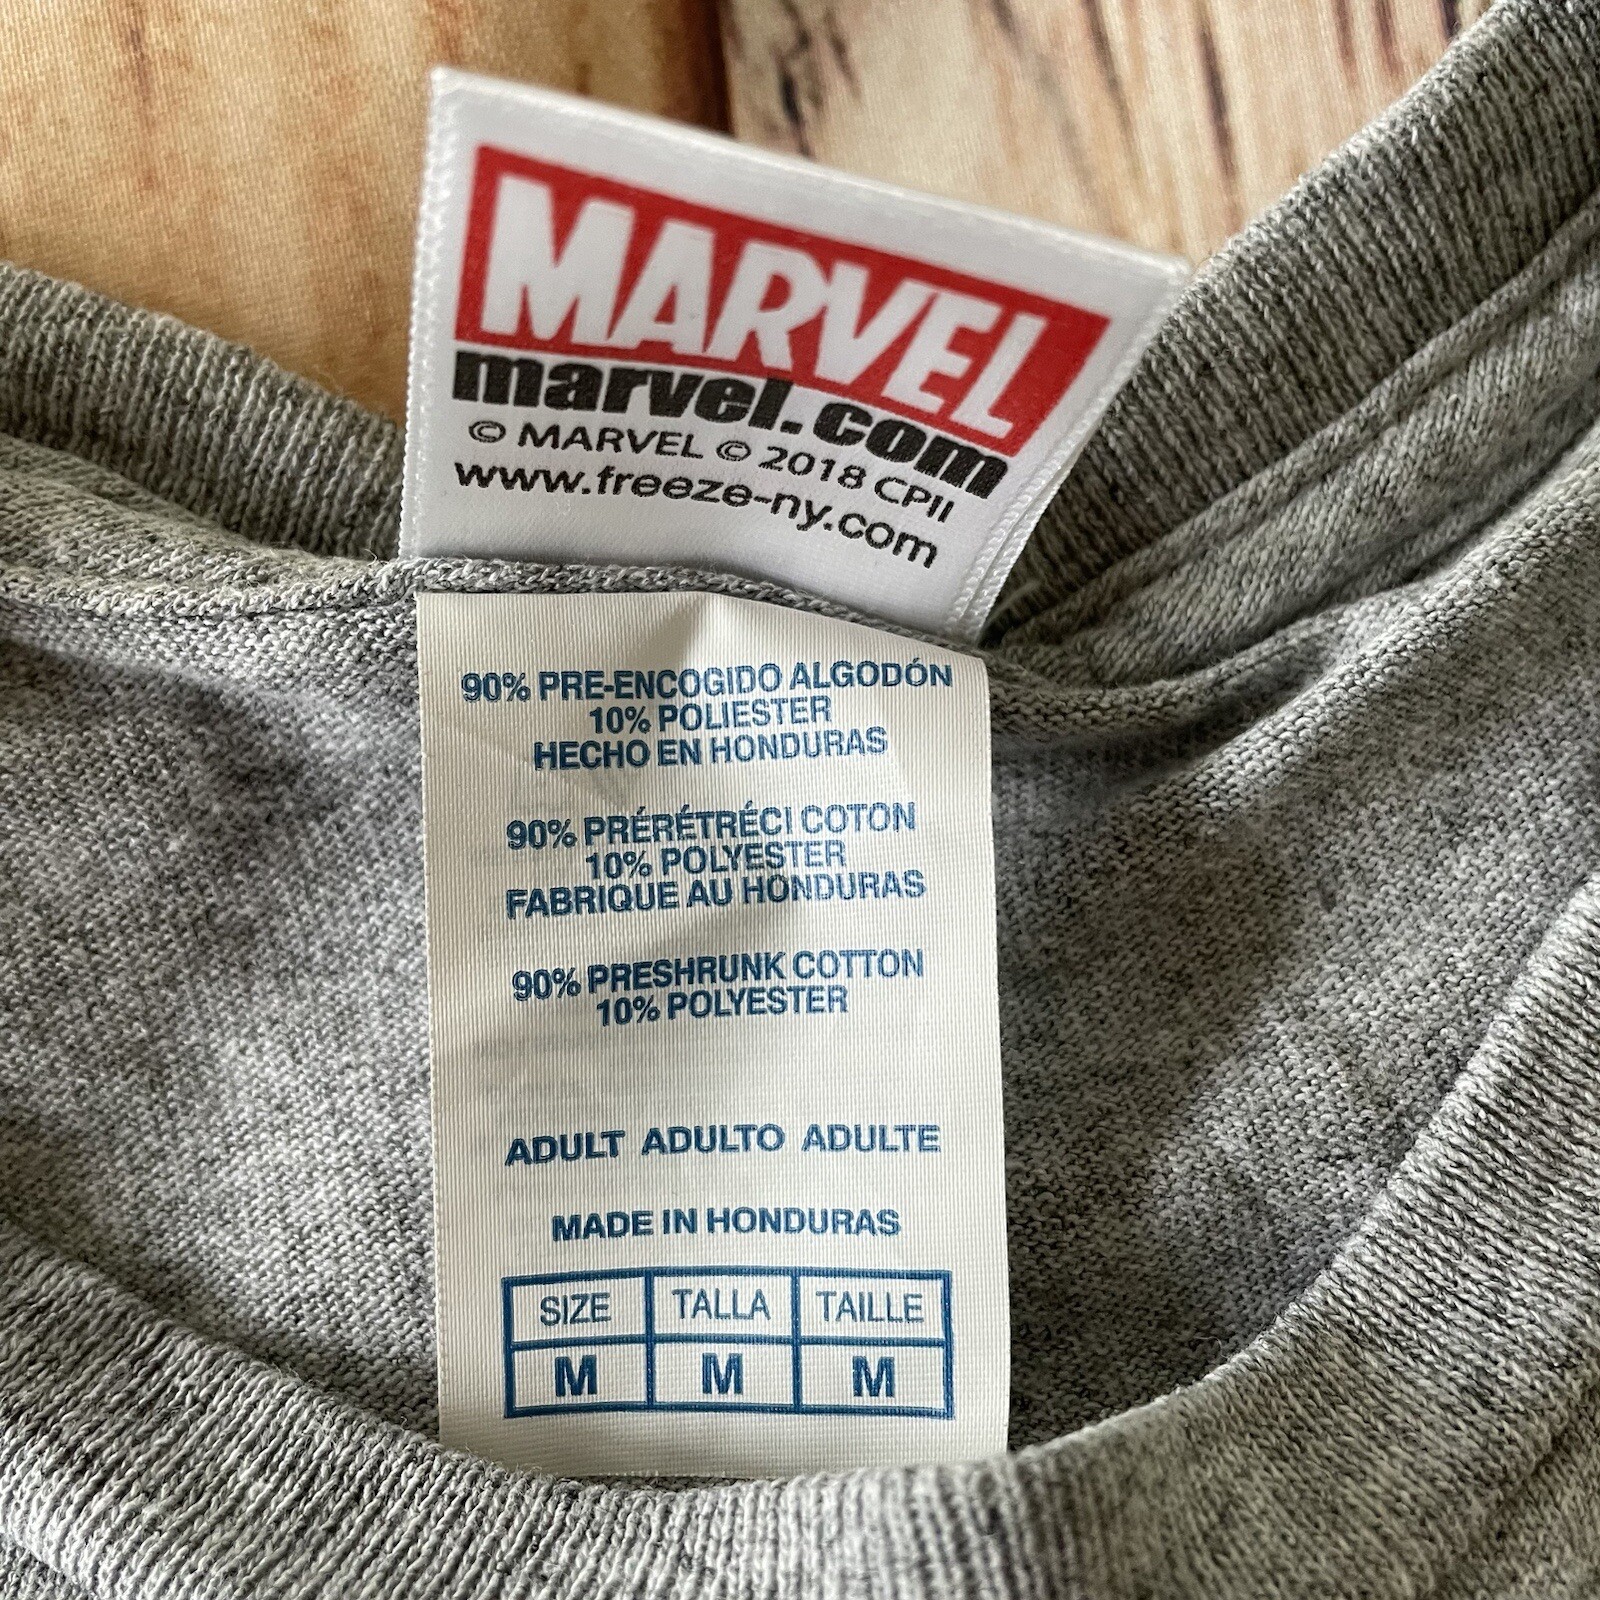 MARVEL
marvel.com
© MARVEL © 2018 CPII
www.freeze-ny.com
90% PRE-ENCOGIDO ALGODÓN
10% POLIESTER
HECHO EN HONDURAS
90% PRÉRÉTRÉCI COTON
10% POLYESTER
FABRIQUE AU HONDURAS
90% PRESHRUNK COTTON
10% POLYESTER
ADULT ADULTO ADULTE
MADE IN HONDURAS
SIZE TALLA TAILLE
M M M